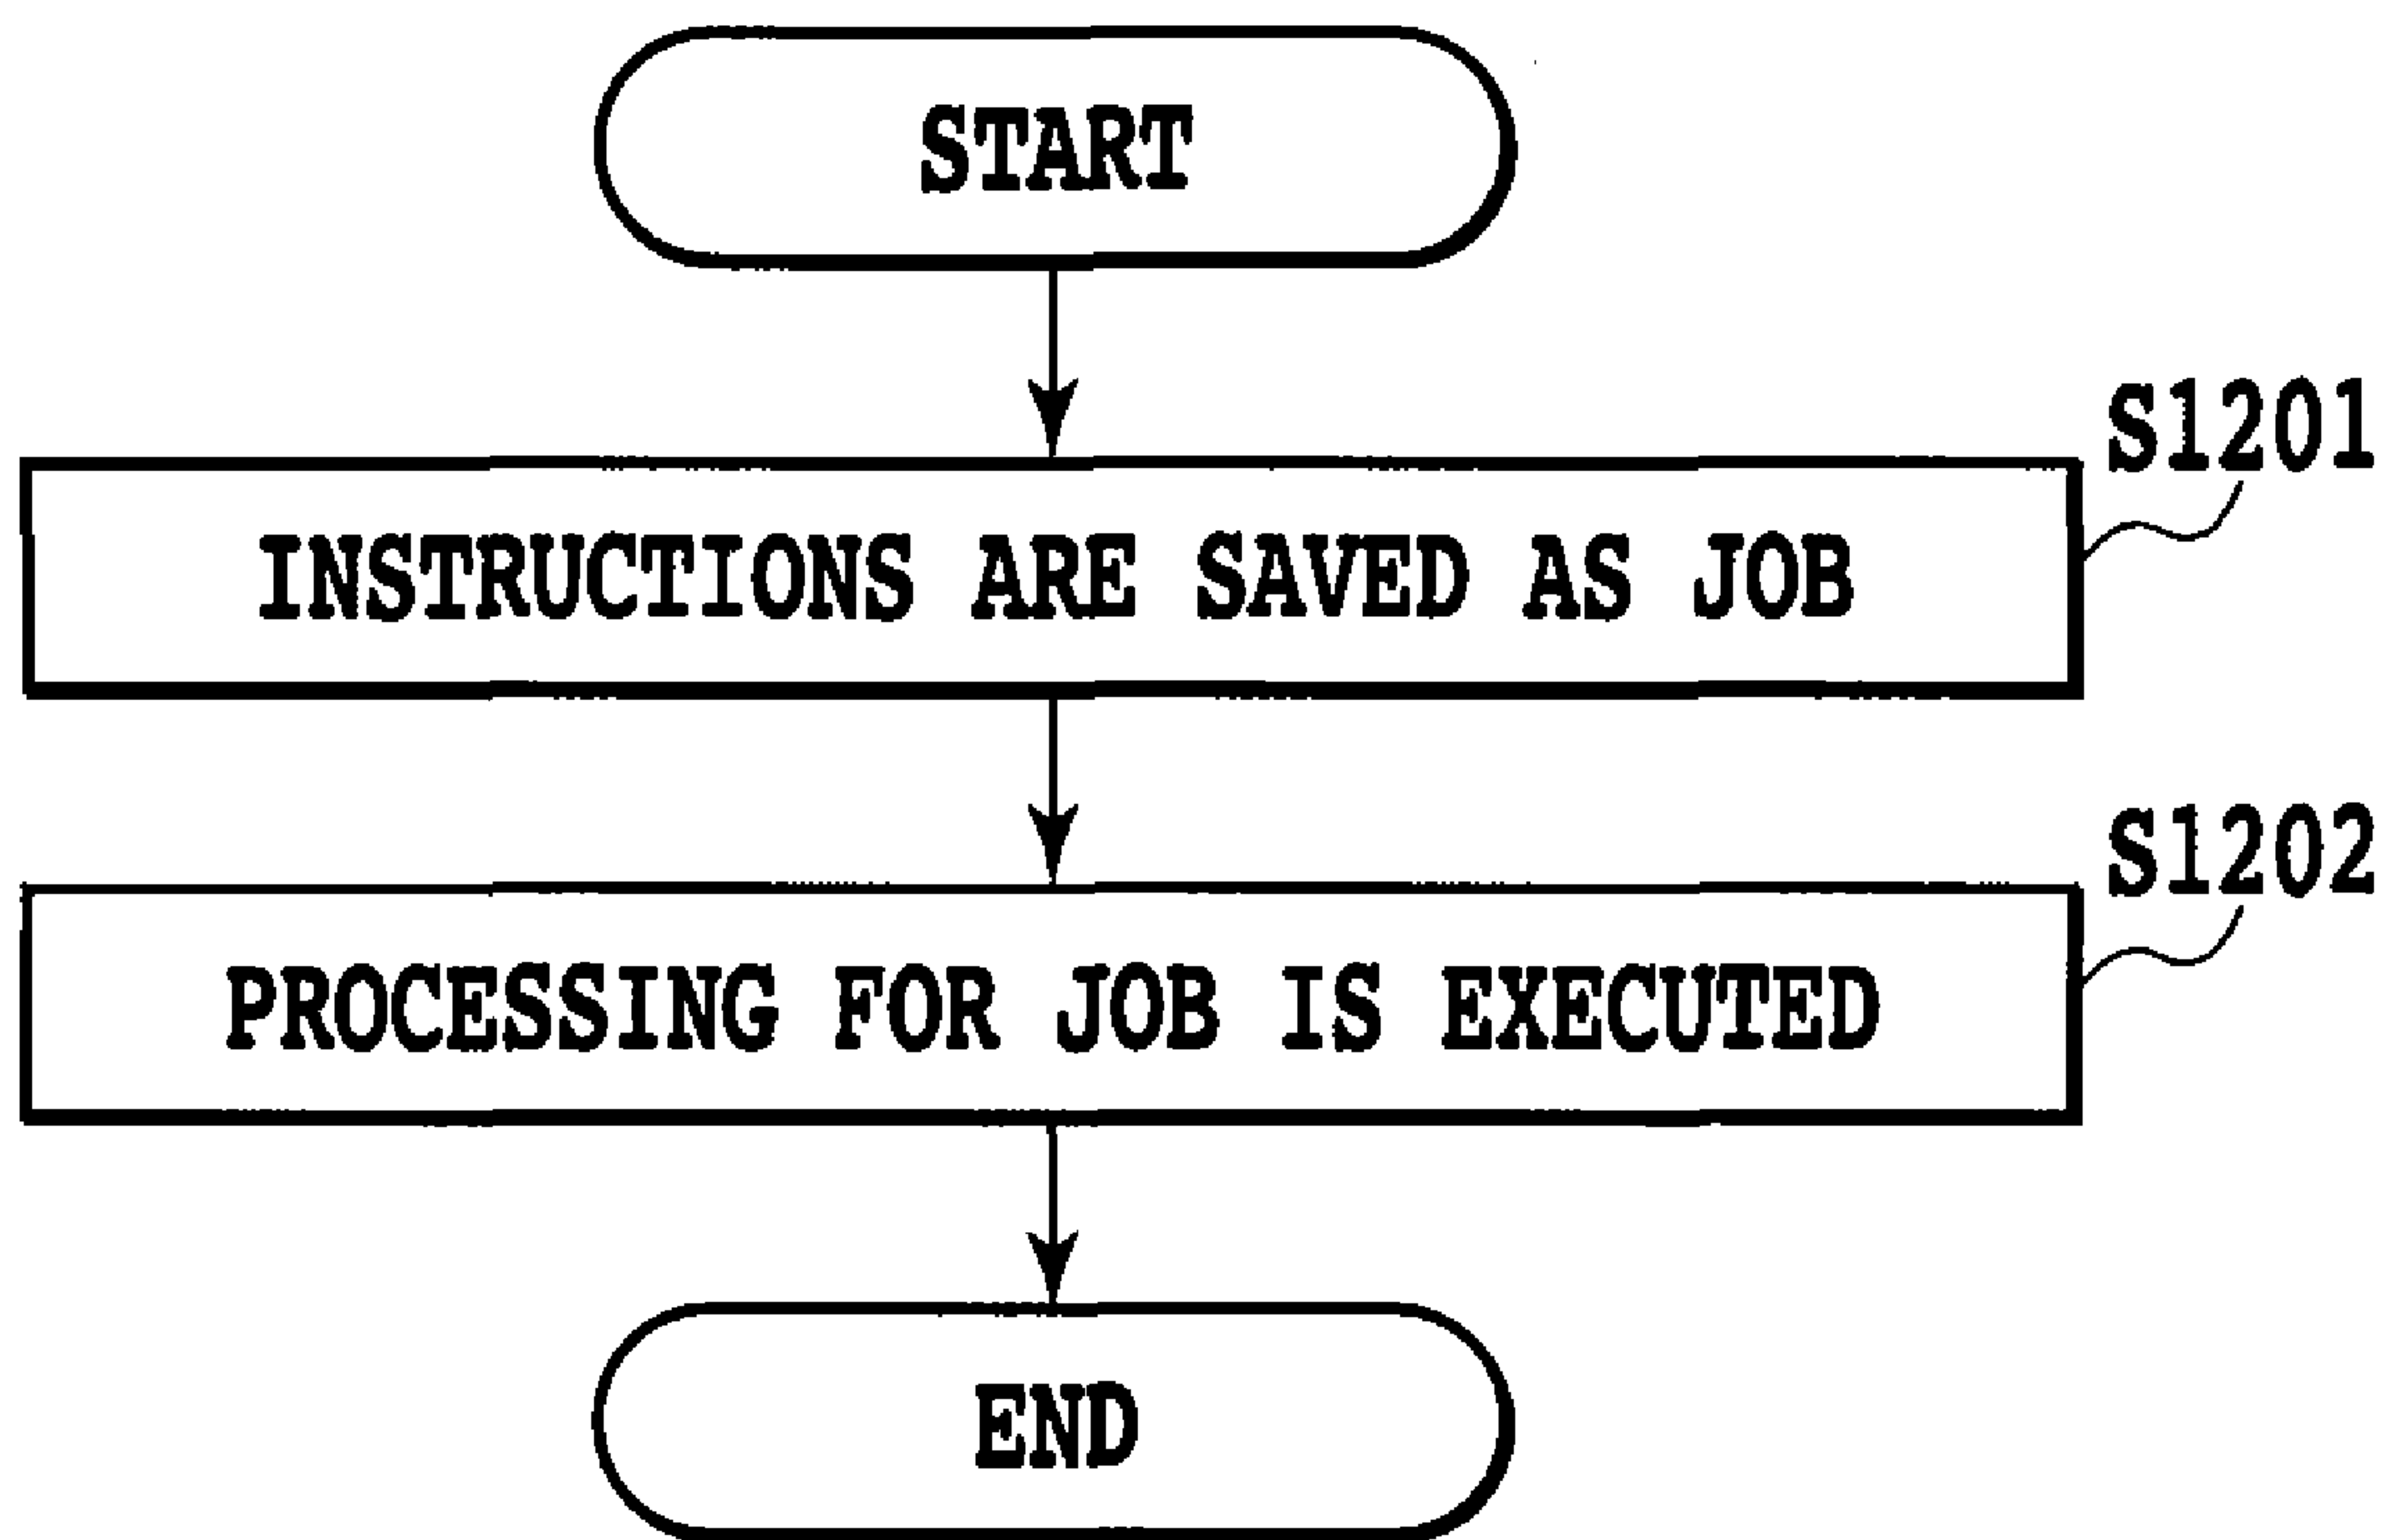 START
S1201
INSTRUCTIONS ARE SAVED AS JOB
S1202
PROCESSING FOR JOB IS EXECUTED
END